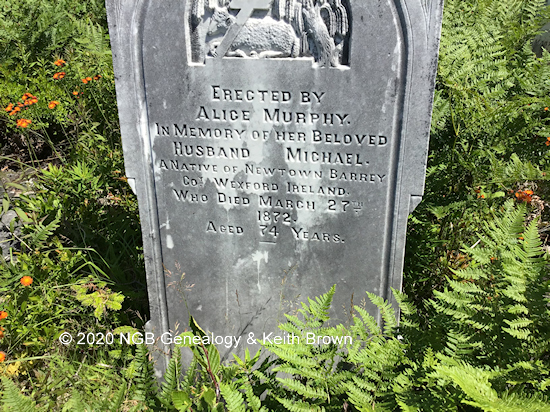 Erected by
Alice Murphy.
In Memory of her Beloved
Husband Michael.
A Native of Newtown Barrey
Coy Wexford Ireland.
Who Died March 27th
1872.
Aged 74 Years.
© 2020 NGB Genealogy & Keith Brown